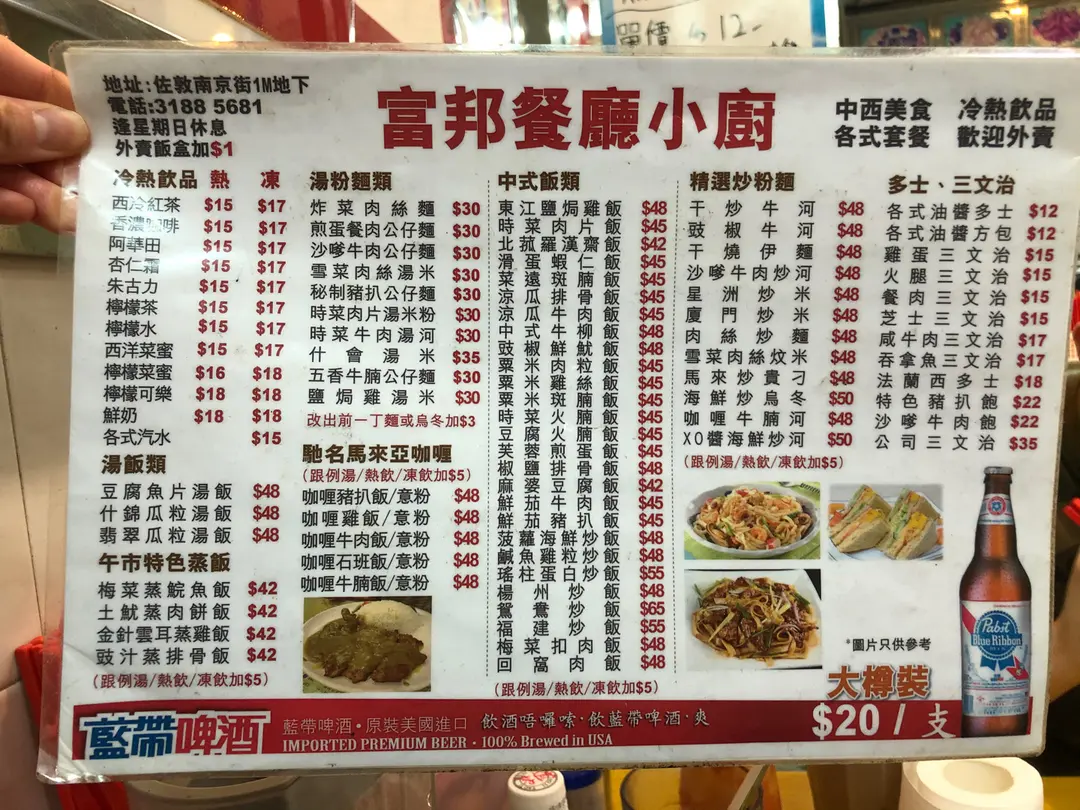 單價 $12-
地址:佐敦南京街1M地下
電話:3188 5681
逢星期日休息
外賣飯盒加$1
富邦餐廳小廚
中西美食 冷熱飲品
各式套餐 歡迎外賣
冷熱飲品 熱 凍
西冷紅茶 $15 $17
香濃咖啡 $15 $17
阿華田 $15 $17
杏仁霜 $15 $17
朱古力 $15 $17
檸檬茶 $15 $17
檸檬水 $15 $17
西洋菜蜜 $15 $17
檸檬菜蜜 $16 $18
檸檬可樂 $18 $18
鮮奶 $18 $18
各式汽水 $15
湯飯類
豆腐魚片湯飯 $48
什錦瓜粒湯飯 $48
翡翠瓜粒湯飯 $48
午市特色蒸飯
梅菜蒸鯇魚飯 $42
土魷蒸肉餅飯 $42
金針雲耳蒸雞飯 $42
豉汁蒸排骨飯 $42
(跟例湯/熱飲/凍飲加$5)
湯粉麵類
炸菜肉絲麵 $30
煎蛋餐肉公仔麵 $30
沙嗲牛肉公仔麵 $30
雪菜肉絲湯米 $30
秘制豬扒公仔麵 $30
時菜肉片湯米粉 $30
時菜牛肉湯河 $30
什會湯米 $35
五香牛腩公仔麵 $30
鹽焗雞湯米 $30
改出前一丁麵或烏冬加$3
馳名馬來亞咖喱
(跟例湯/熱飲/凍飲加$5)
咖喱豬扒飯/意粉 $48
咖喱雞飯/意粉 $48
咖喱牛肉飯/意粉 $48
咖喱石班飯/意粉 $48
咖喱牛腩飯/意粉 $48
中式飯類
東江鹽焗雞飯 $48
時菜肉片飯 $45
北菰羅漢齋飯 $42
滑蛋蝦仁飯 $45
菜遠斑腩飯 $45
涼瓜排骨飯 $45
涼瓜牛肉飯 $45
中式牛柳飯 $48
豉椒鮮魷飯 $48
粟米肉粒飯 $45
粟米雞絲飯 $45
粟米斑腩飯 $45
時菜火腩飯 $45
豆腐火腩飯 $45
芙蓉煎蛋飯 $45
椒鹽排骨飯 $48
麻婆豆腐飯 $42
鮮茄牛肉飯 $45
鮮茄豬扒飯 $45
菠蘿海鮮炒飯 $48
鹹魚雞粒炒飯 $48
瑤柱蛋白炒飯 $55
楊州炒飯 $48
鴛鴦炒飯 $65
福建炒飯 $55
梅菜扣肉飯 $48
回窩肉飯 $48
(跟例湯/熱飲/凍飲加$5)
精選炒粉麵
干炒牛河 $48
豉椒牛河 $48
干燒伊麵 $48
沙嗲牛肉炒河 $48
星洲炒米 $48
廈門炒米 $48
肉絲炒麵 $48
雪菜肉絲炆米 $48
馬來炒貴刁 $48
海鮮炒烏冬 $50
咖喱牛腩河 $48
XO醬海鮮炒河 $50
(跟例湯/熱飲/凍飲加$5)
多士、三文治
各式油醬多士 $12
各式油醬方包 $12
雞蛋三文治 $15
火腿三文治 $15
餐肉三文治 $15
芝士三文治 $15
咸牛肉三文治 $17
吞拿魚三文治 $17
法蘭西多士 $18
特色豬扒飽 $22
沙嗲牛肉飽 $22
公司三文治 $35
*圖片只供參考
Pabst
Blue Ribbon
大樽裝
$20 / 支
藍帶啤酒
藍帶啤酒·原裝美國進口 飲酒唔囉嗦·飲藍帶啤酒·爽
IMPORTED PREMIUM BEER · 100% Brewed in USA